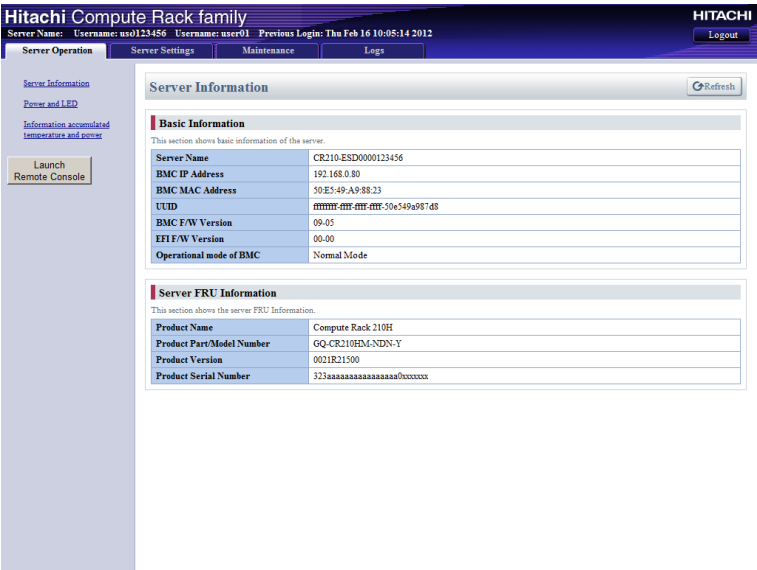 Hitachi Compute Rack family
HITACHI
Server Name: Username: usd123456 Username: user01 Previous Login: Thu Feb 16 10:05:14 2012
Logout
Server Operation Server Settings Maintenance Logs
Server Information
Power and LED
Information accumulated
temperature and power
Launch
Remote Console
Server Information
Refresh
Basic Information
This section shows basic information of the server.
Server Name CR210-ESD0000123456
BMC IP Address 192.168.0.80
BMC MAC Address 50:E5:49:A9:88:23
UUID ffffffff-ffff-ffff-ffff-50e549a987d8
BMC F/W Version 09-05
EFI F/W Version 00-00
Operational mode of BMC Normal Mode
Server FRU Information
This section shows the server FRU Information.
Product Name Compute Rack 210H
Product Part/Model Number GQ-CR210HM-NDN-Y
Product Version 0021R21500
Product Serial Number 323aaaaaaaaaaaaaaaa0xxxxxxx